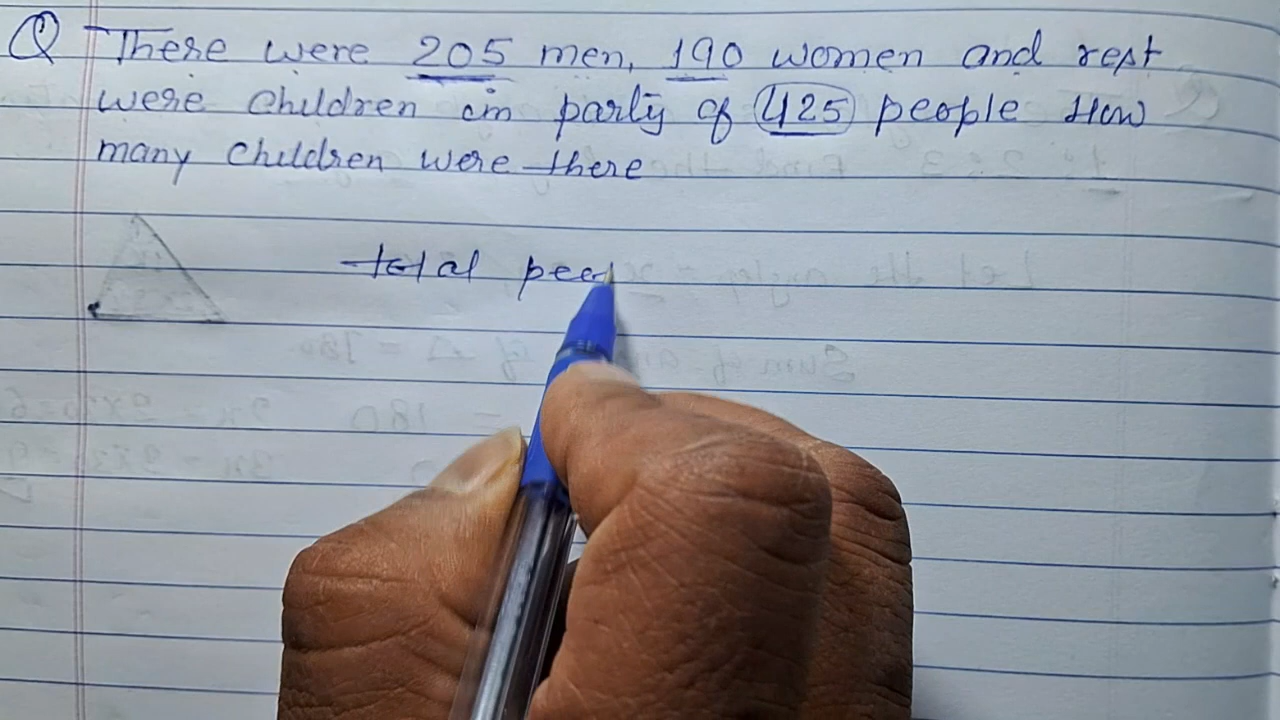 Q There were 205 men, 190 women and rest
were children in party of 425 people How
many children were there
total peo